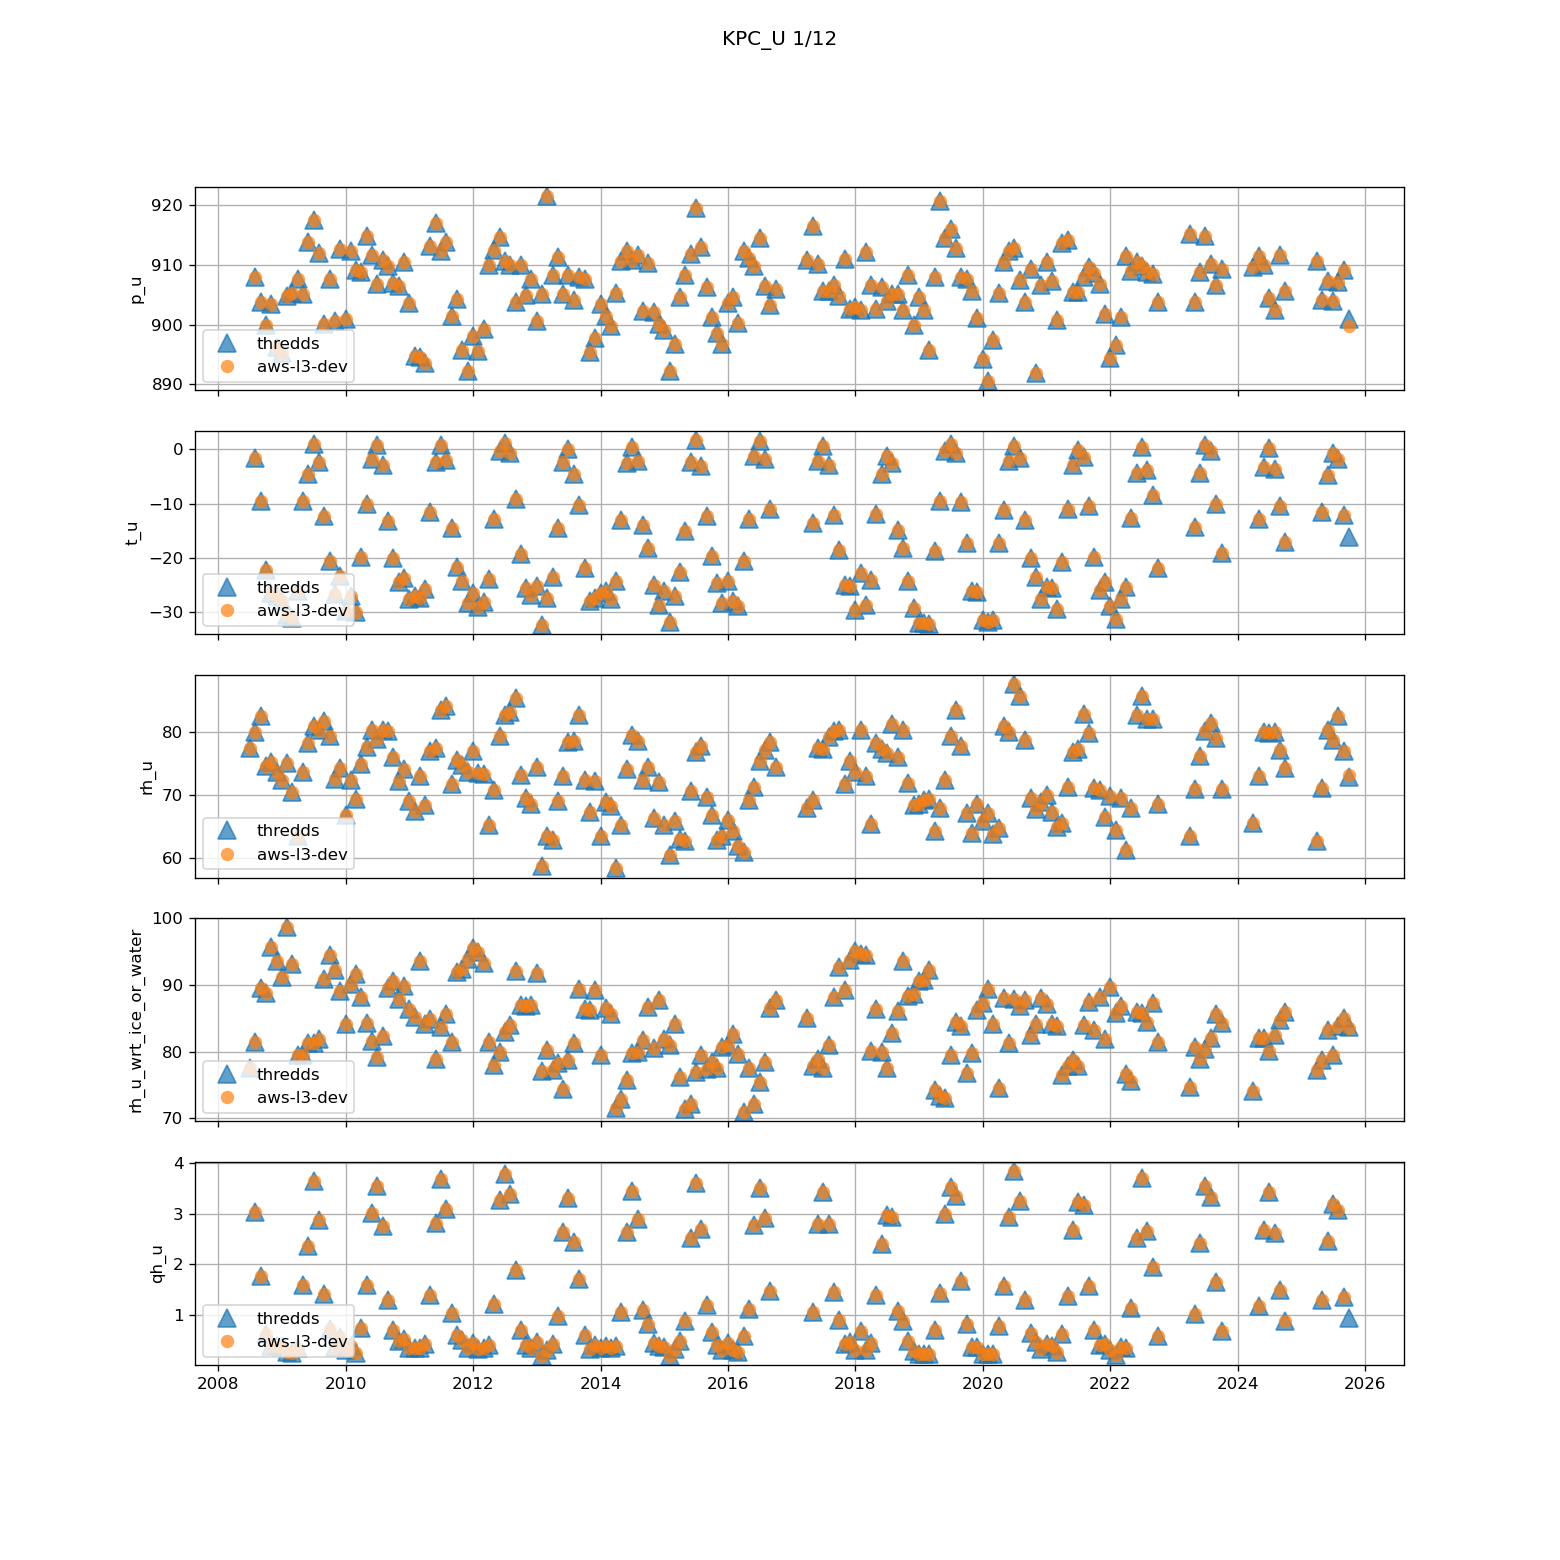 KPC_U 1/12
p_u
920
910
900
890
thredds
aws-l3-dev
t_u
0
−10
−20
−30
thredds
aws-l3-dev
rh_u
80
70
60
thredds
aws-l3-dev
rh_u_wrt_ice_or_water
100
90
80
70
thredds
aws-l3-dev
qh_u
4
3
2
1
thredds
aws-l3-dev
2008 2010 2012 2014 2016 2018 2020 2022 2024 2026